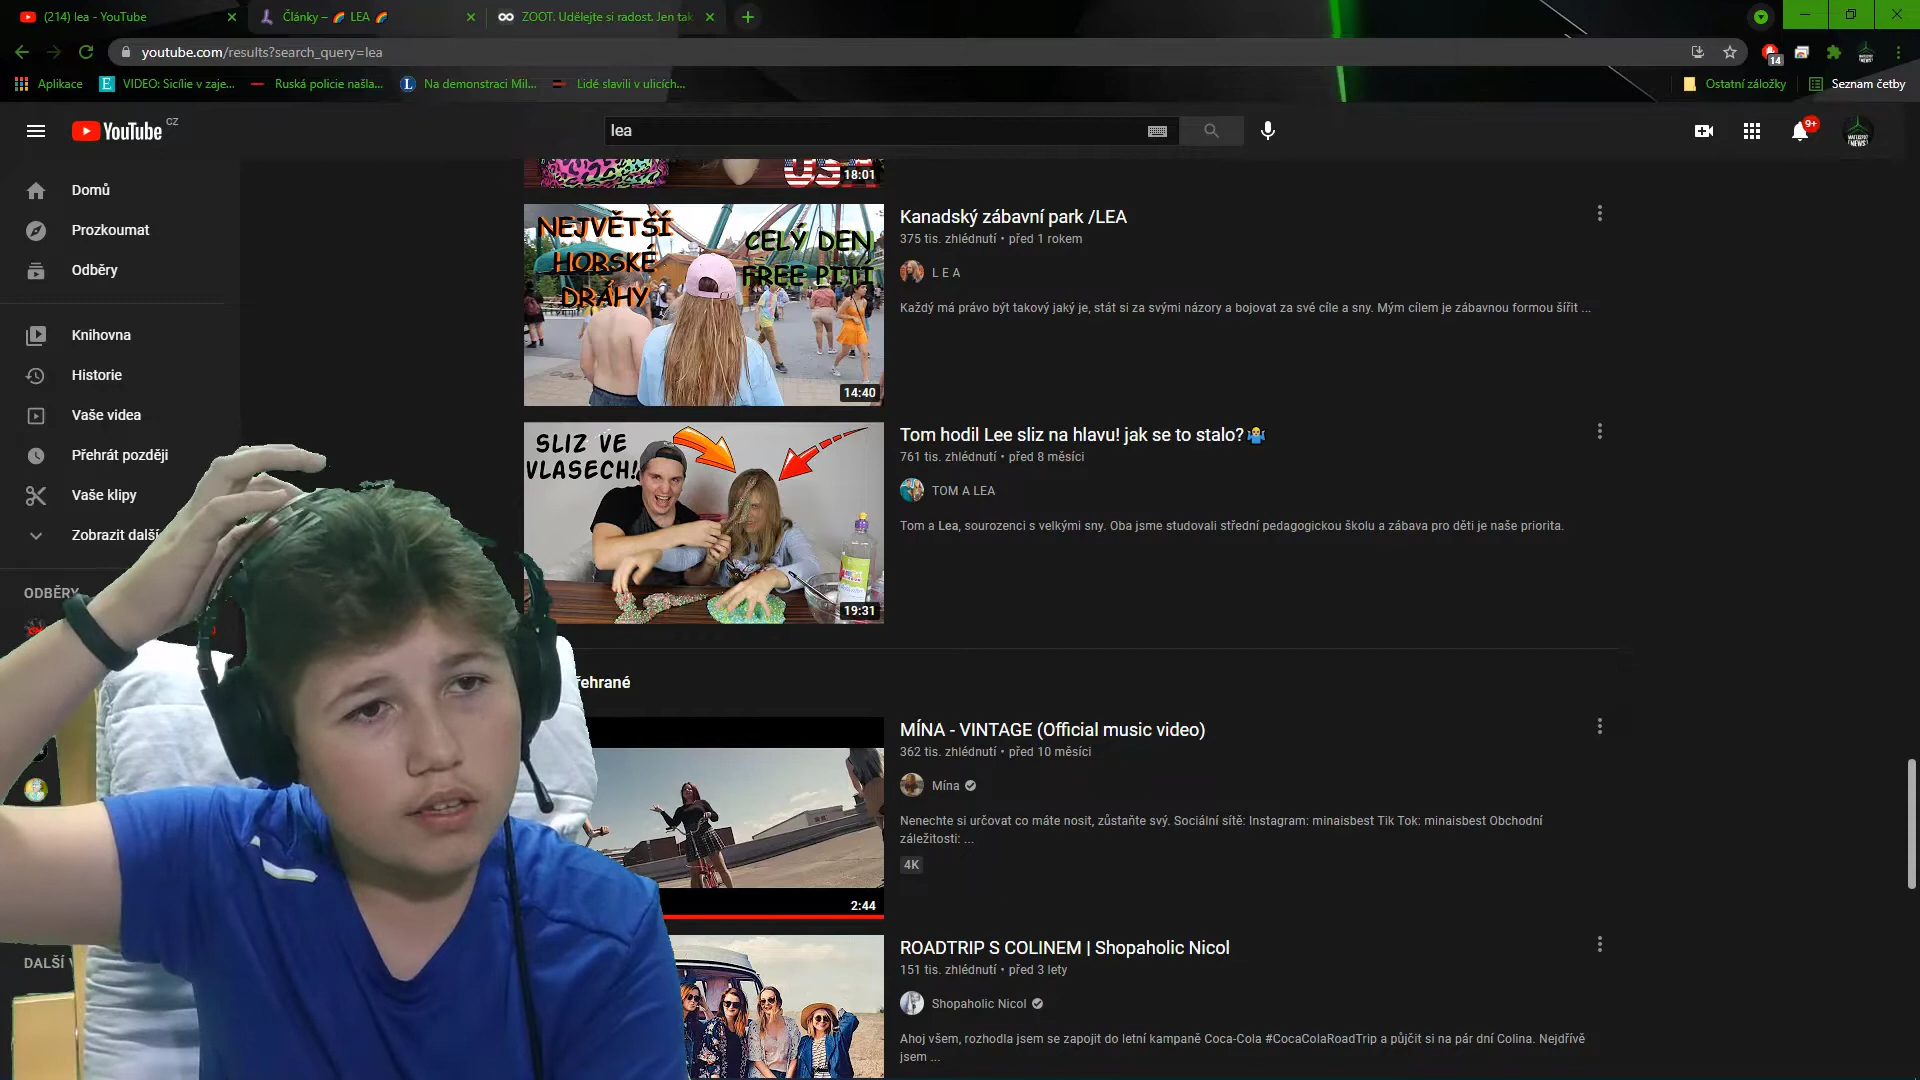 (214) lea - YouTube
Články – 🌈 LEA 🌈
ZOOT. Udělejte si radost. Jen tak
youtube.com/results?search_query=lea
14
Aplikace
VIDEO: Sicílie v zaje...
Ruská policie našla...
Na demonstraci Mil...
Lidé slavili v ulicích...
Ostatní záložky
Seznam četby
YouTube CZ
lea
9+
Domů
Prozkoumat
Odběry
Knihovna
Historie
Vaše videa
Přehrát později
Vaše klipy
Zobrazit další
ODBĚRY
DALŠÍ
USA
18:01
NEJVĚTŠÍ
HORSKÉ
DRÁHY
CELÝ DEN
FREE PITÍ
14:40
Kanadský zábavní park /LEA
375 tis. zhlédnutí • před 1 rokem
L E A
Každý má právo být takový jaký je, stát si za svými názory a bojovat za své cíle a sny. Mým cílem je zábavnou formou šířit ...
SLIZ VE
VLASECH!
19:31
Tom hodil Lee sliz na hlavu! jak se to stalo?🤷
761 tis. zhlédnutí • před 8 měsíci
TOM A LEA
Tom a Lea, sourozenci s velkými sny. Oba jsme studovali střední pedagogickou školu a zábava pro děti je naše priorita.
ehrané
2:44
MÍNA - VINTAGE (Official music video)
362 tis. zhlédnutí • před 10 měsíci
Mína
Nenechte si určovat co máte nosit, zůstaňte svý. Sociální sítě: Instagram: minaisbest Tik Tok: minaisbest Obchodní
záležitosti: ...
4K
ROADTRIP S COLINEM | Shopaholic Nicol
151 tis. zhlédnutí • před 3 lety
Shopaholic Nicol
Ahoj všem, rozhodla jsem se zapojit do letní kampaně Coca-Cola #CocaColaRoadTrip a půjčit si na pár dní Colina. Nejdříve
jsem ...